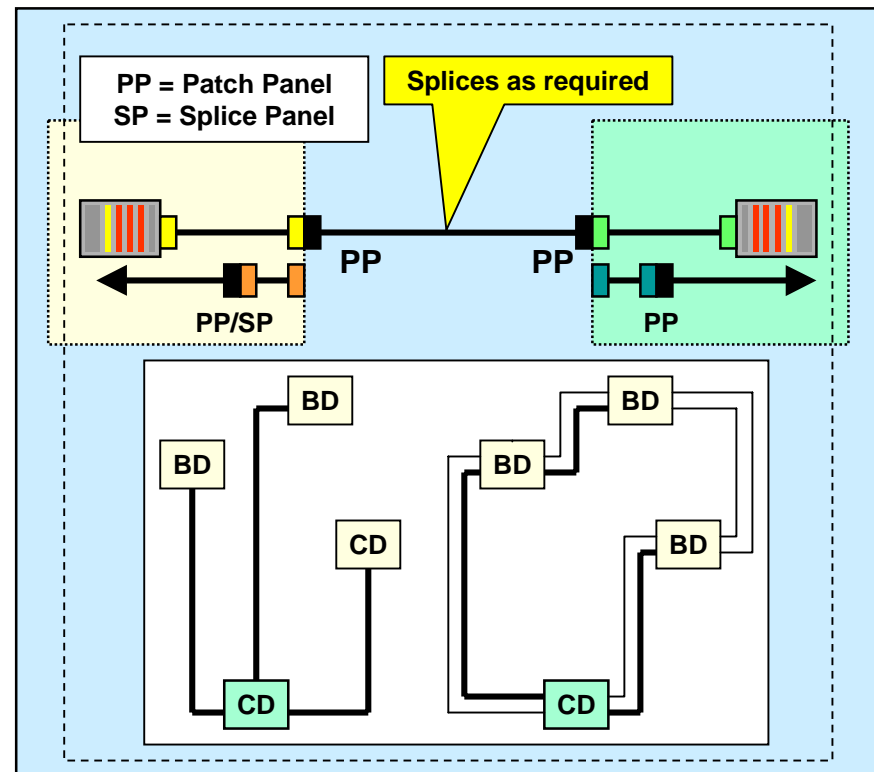 PP = Patch Panel
SP = Splice Panel
Splices as required
PP
PP
PP/SP
PP
BD
BD
CD
CD
BD
BD
BD
CD